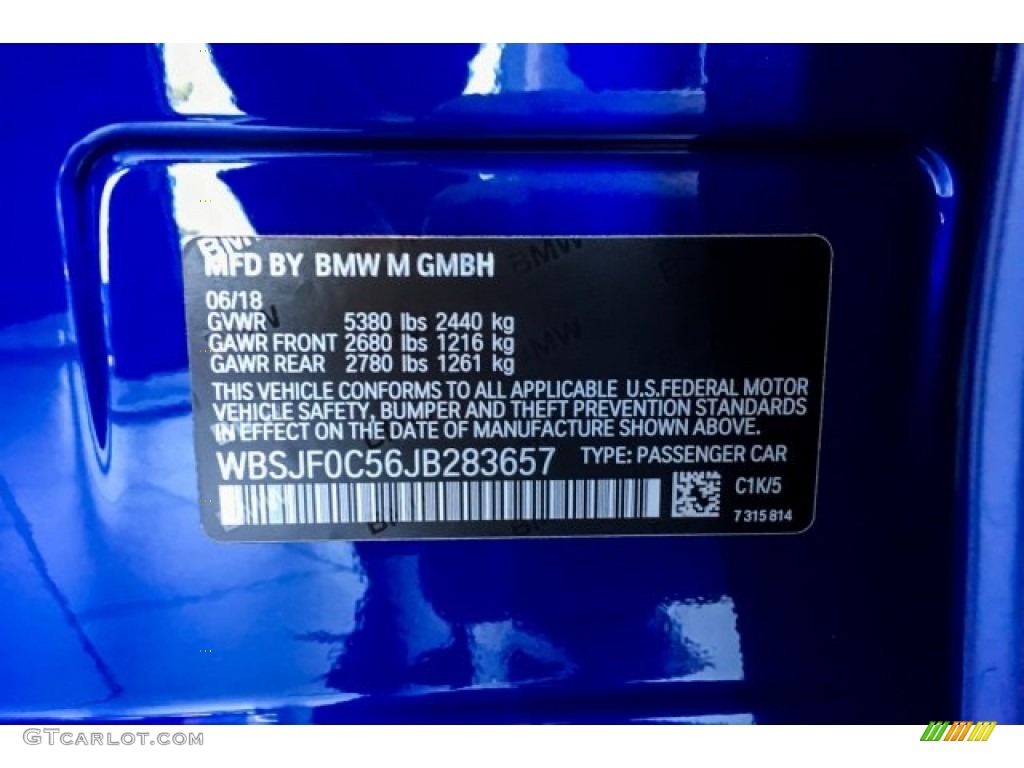 MFD BY BMW M GMBH
06/18
GVWR 5380 lbs 2440 kg
GAWR FRONT 2680 lbs 1216 kg
GAWR REAR 2780 lbs 1261 kg
THIS VEHICLE CONFORMS TO ALL APPLICABLE U.S.FEDERAL MOTOR
VEHICLE SAFETY, BUMPER AND THEFT PREVENTION STANDARDS
IN EFFECT ON THE DATE OF MANUFACTURE SHOWN ABOVE.
WBSJF0C56JB283657 TYPE: PASSENGER CAR
C1K/5
7 315 814
GTCARLOT.COM